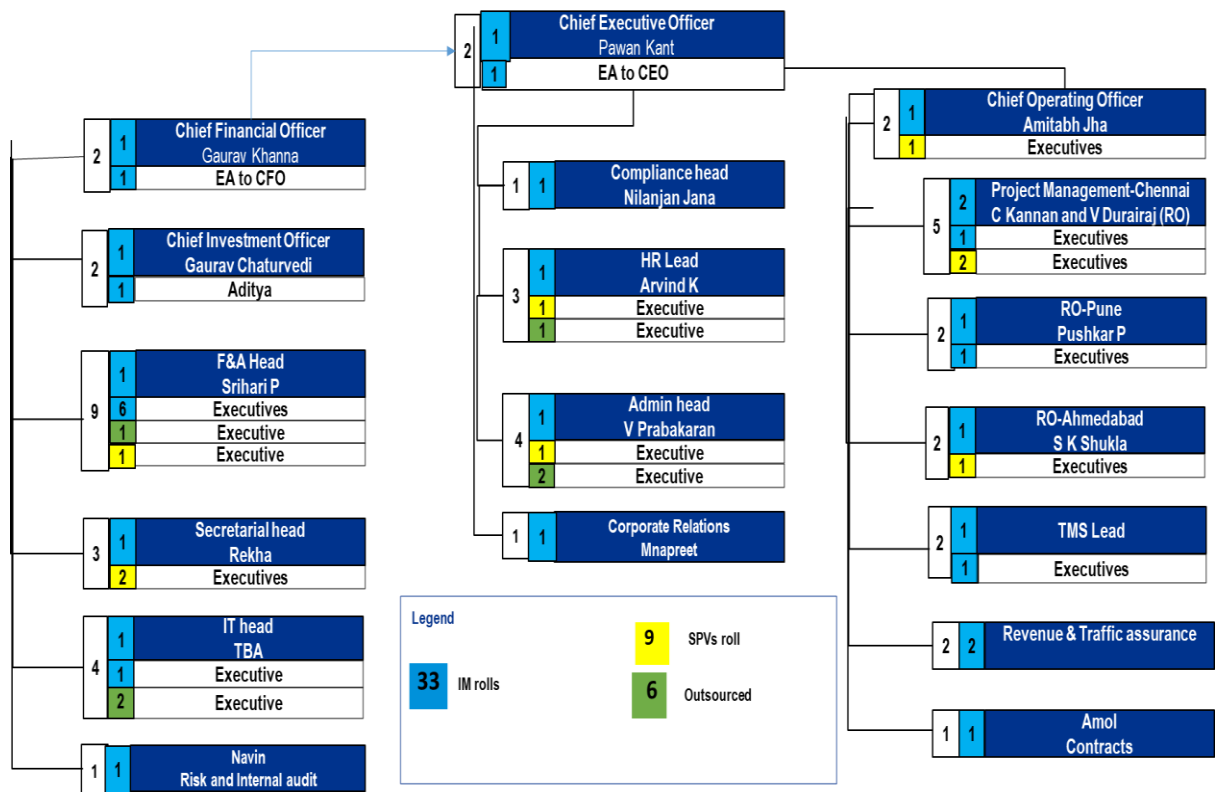 2
1
Chief Executive Officer
Pawan Kant
1
EA to CEO
2
1
Chief Financial Officer
Gaurav Khanna
1
EA to CFO
2
1
Chief Investment Officer
Gaurav Chaturvedi
1
Aditya
9
1
F&A Head
Srihari P
6
Executives
1
Executive
1
Executive
3
1
Secretarial head
Rekha
2
Executives
4
1
IT head
TBA
1
Executive
2
Executive
1
1
Navin
Risk and Internal audit
1
1
Compliance head
Nilanjan Jana
3
1
HR Lead
Arvind K
1
Executive
1
Executive
4
1
Admin head
V Prabakaran
1
Executive
2
Executive
1
1
Corporate Relations
Mnapreet
Legend
33
IM rolls
9
SPVs roll
6
Outsourced
2
1
Chief Operating Officer
Amitabh Jha
1
Executives
5
2
Project Management-Chennai
C Kannan and V Durairaj (RO)
1
Executives
2
Executives
2
1
RO-Pune
Pushkar P
1
Executives
2
1
RO-Ahmedabad
S K Shukla
1
Executives
2
1
TMS Lead
1
Executives
2
2
Revenue & Traffic assurance
1
1
Amol
Contracts